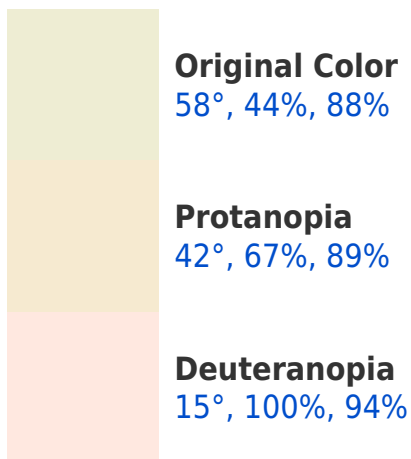 Original Color
58°, 44%, 88%
Protanopia
42°, 67%, 89%
Deuteranopia
15°, 100%, 94%